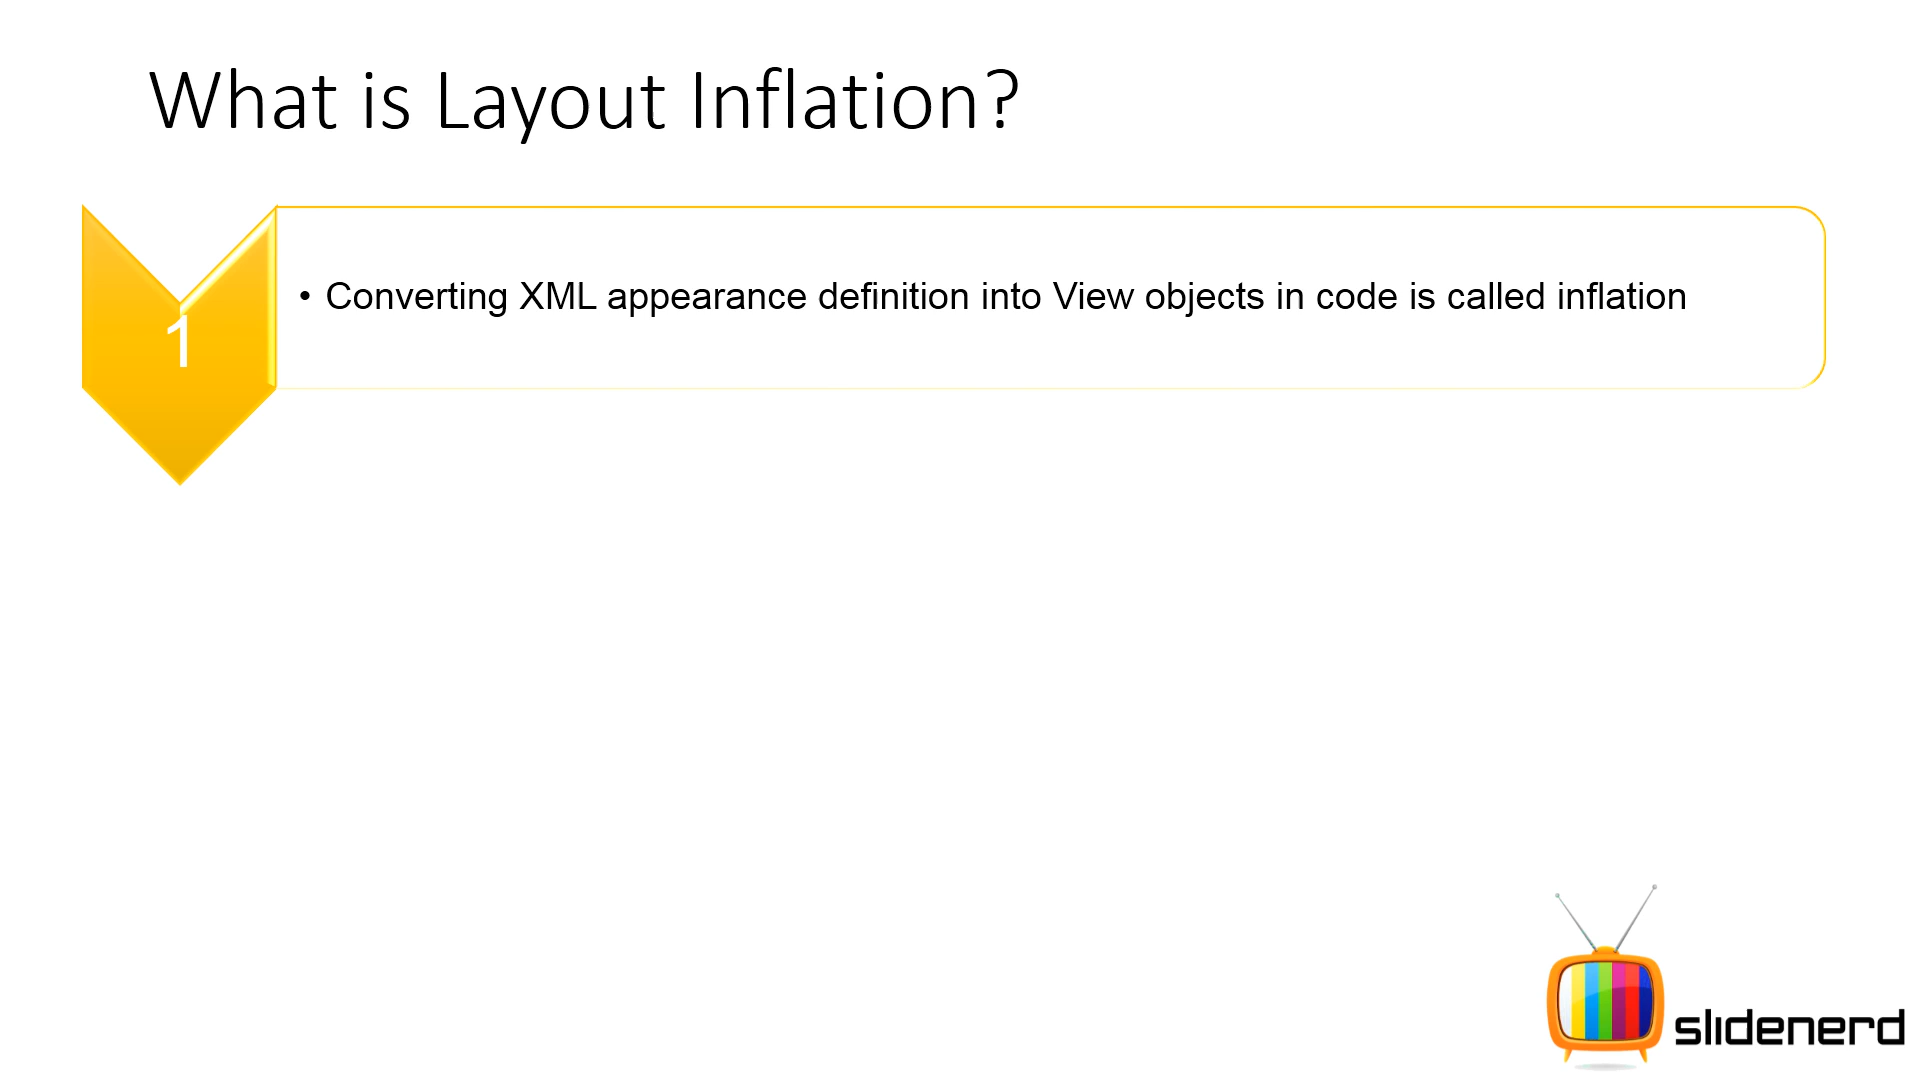 What is Layout Inflation?
1
• Converting XML appearance definition into View objects in code is called inflation
slidenerd